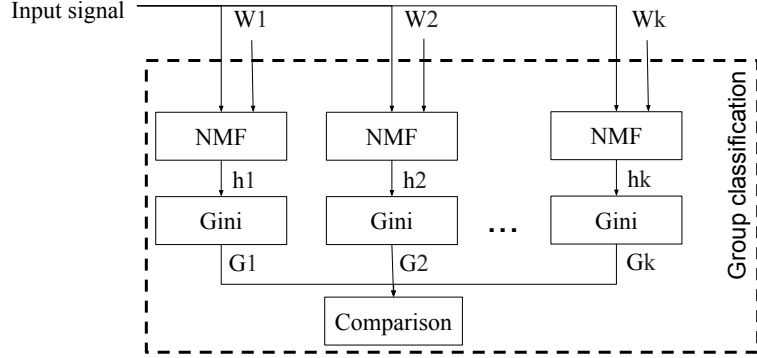 Input signal
W1 W2 Wk
NMF NMF NMF
h1 h2 hk
Gini Gini ... Gini
G1 G2 Gk
Comparison
Group classification